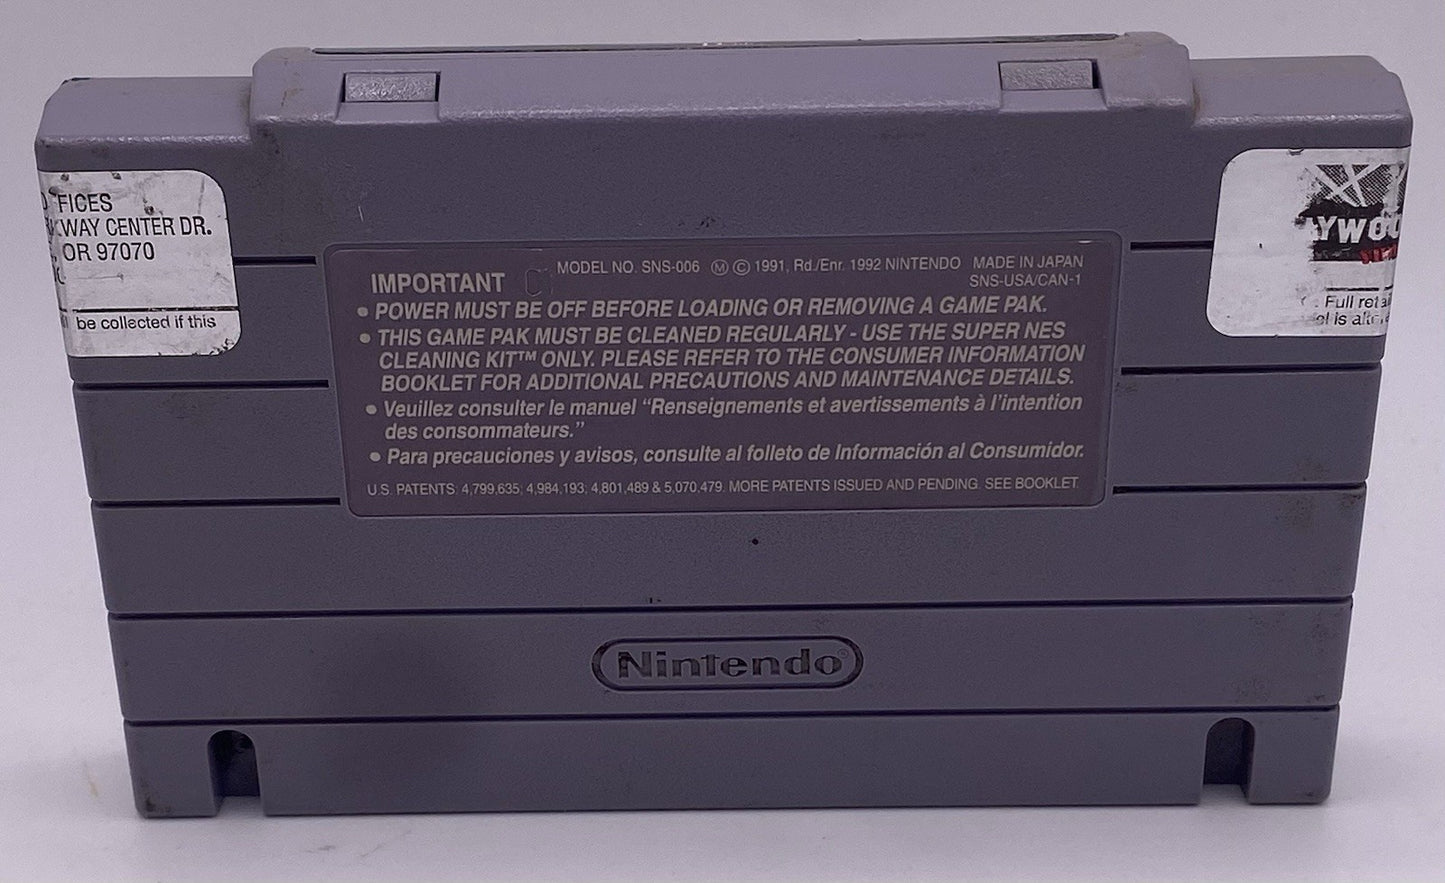 FICES
WAY CENTER DR.
OR 97070
be collected if this
YWOO
Full retai
el is alte
IMPORTANT
MODEL NO. SNS-006 Ⓜ © 1991, Rd./Enr. 1992 NINTENDO MADE IN JAPAN
SNS-USA/CAN-1
• POWER MUST BE OFF BEFORE LOADING OR REMOVING A GAME PAK.
• THIS GAME PAK MUST BE CLEANED REGULARLY - USE THE SUPER NES
CLEANING KIT™ ONLY. PLEASE REFER TO THE CONSUMER INFORMATION
BOOKLET FOR ADDITIONAL PRECAUTIONS AND MAINTENANCE DETAILS.
• Veuillez consulter le manuel “Renseignements et avertissements à l’intention
des consommateurs.”
• Para precauciones y avisos, consulte al folleto de Información al Consumidor.
U.S. PATENTS: 4,799,635; 4,984,193; 4,801,489 & 5,070,479. MORE PATENTS ISSUED AND PENDING. SEE BOOKLET.
Nintendo®